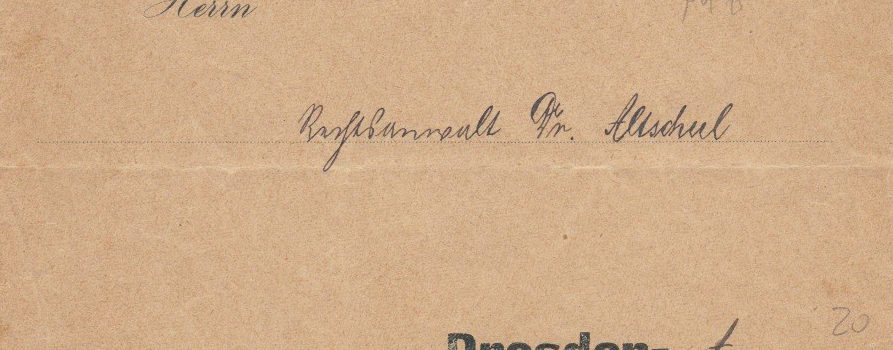 Herrn
Rechtsanwalt Dr. Altschul
20
Dresden-